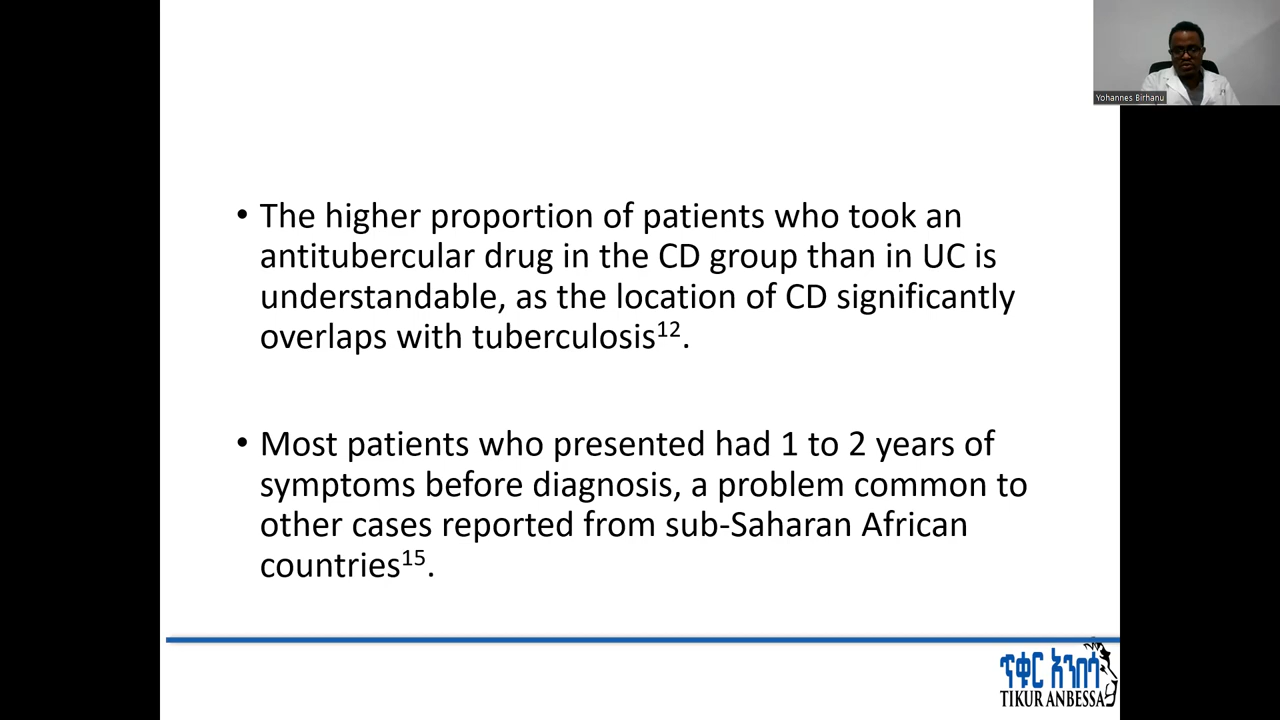 Yohannes Birhanu
• The higher proportion of patients who took an
antitubercular drug in the CD group than in UC is
understandable, as the location of CD significantly
overlaps with tuberculosis¹².
• Most patients who presented had 1 to 2 years of
symptoms before diagnosis, a problem common to
other cases reported from sub-Saharan African
countries¹⁵.
ጥቁር አንበሳ
TIKUR ANBESSA